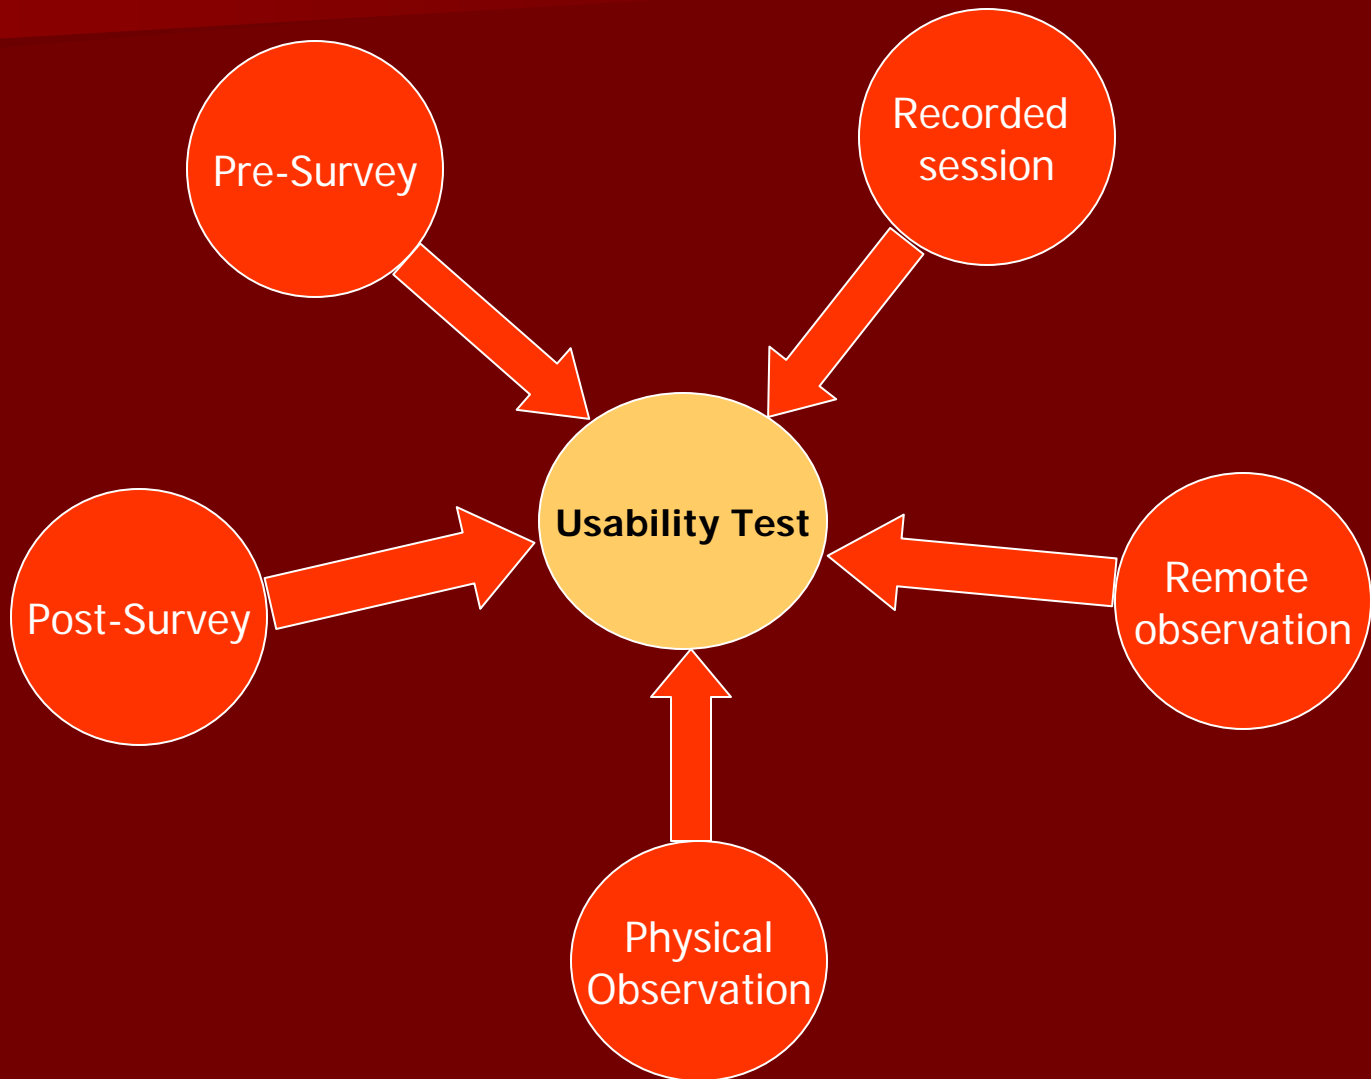 Pre-Survey
Recorded
session
Usability Test
Post-Survey
Remote
observation
Physical
Observation